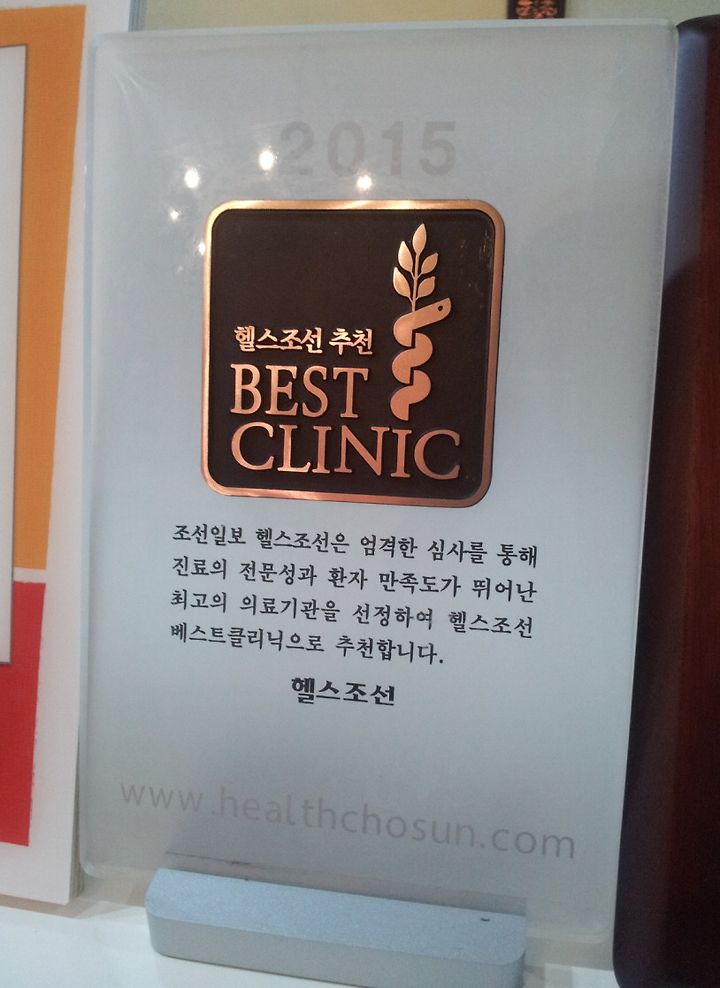 2015
헬스조선 추천
BEST
CLINIC
조선일보 헬스조선은 엄격한 심사를 통해
진료의 전문성과 환자 만족도가 뛰어난
최고의 의료기관을 선정하여 헬스조선
베스트클리닉으로 추천합니다.
헬스조선
www.healthchosun.com